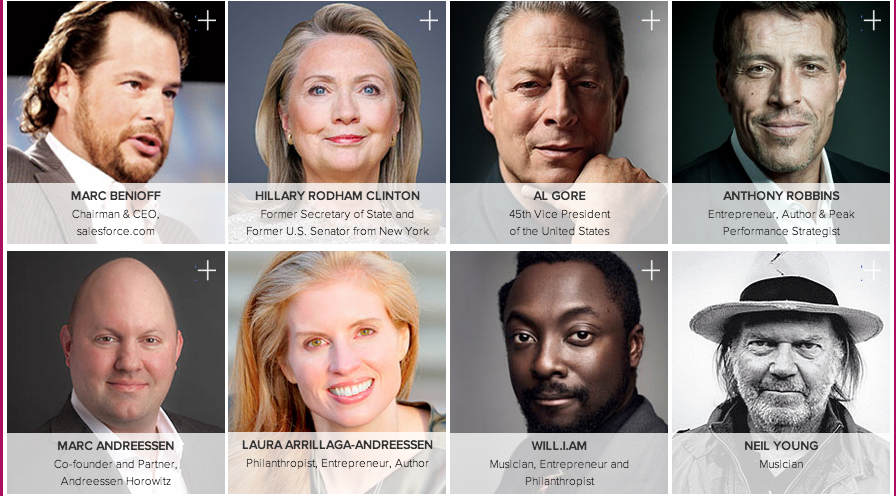 MARC BENIOFF
Chairman & CEO,
salesforce.com
HILLARY RODHAM CLINTON
Former Secretary of State and
Former U.S. Senator from New York
AL GORE
45th Vice President
of the United States
ANTHONY ROBBINS
Entrepreneur, Author & Peak
Performance Strategist
MARC ANDREESSEN
Co-founder and Partner,
Andreessen Horowitz
LAURA ARRILLAGA-ANDREESSEN
Philanthropist, Entrepreneur, Author
WILL.I.AM
Musician, Entrepreneur and
Philanthropist
NEIL YOUNG
Musician